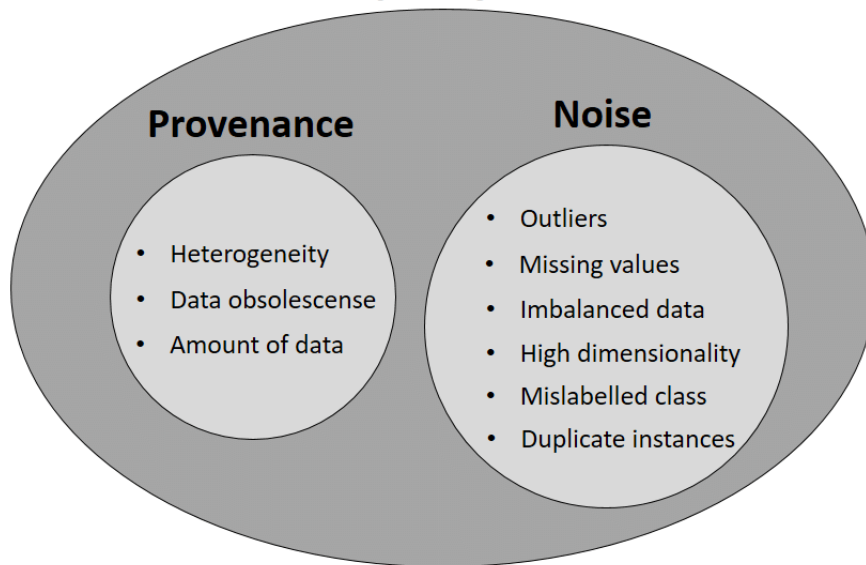 Provenance
• Heterogeneity
• Data obsolescense
• Amount of data
Noise
• Outliers
• Missing values
• Imbalanced data
• High dimensionality
• Mislabelled class
• Duplicate instances